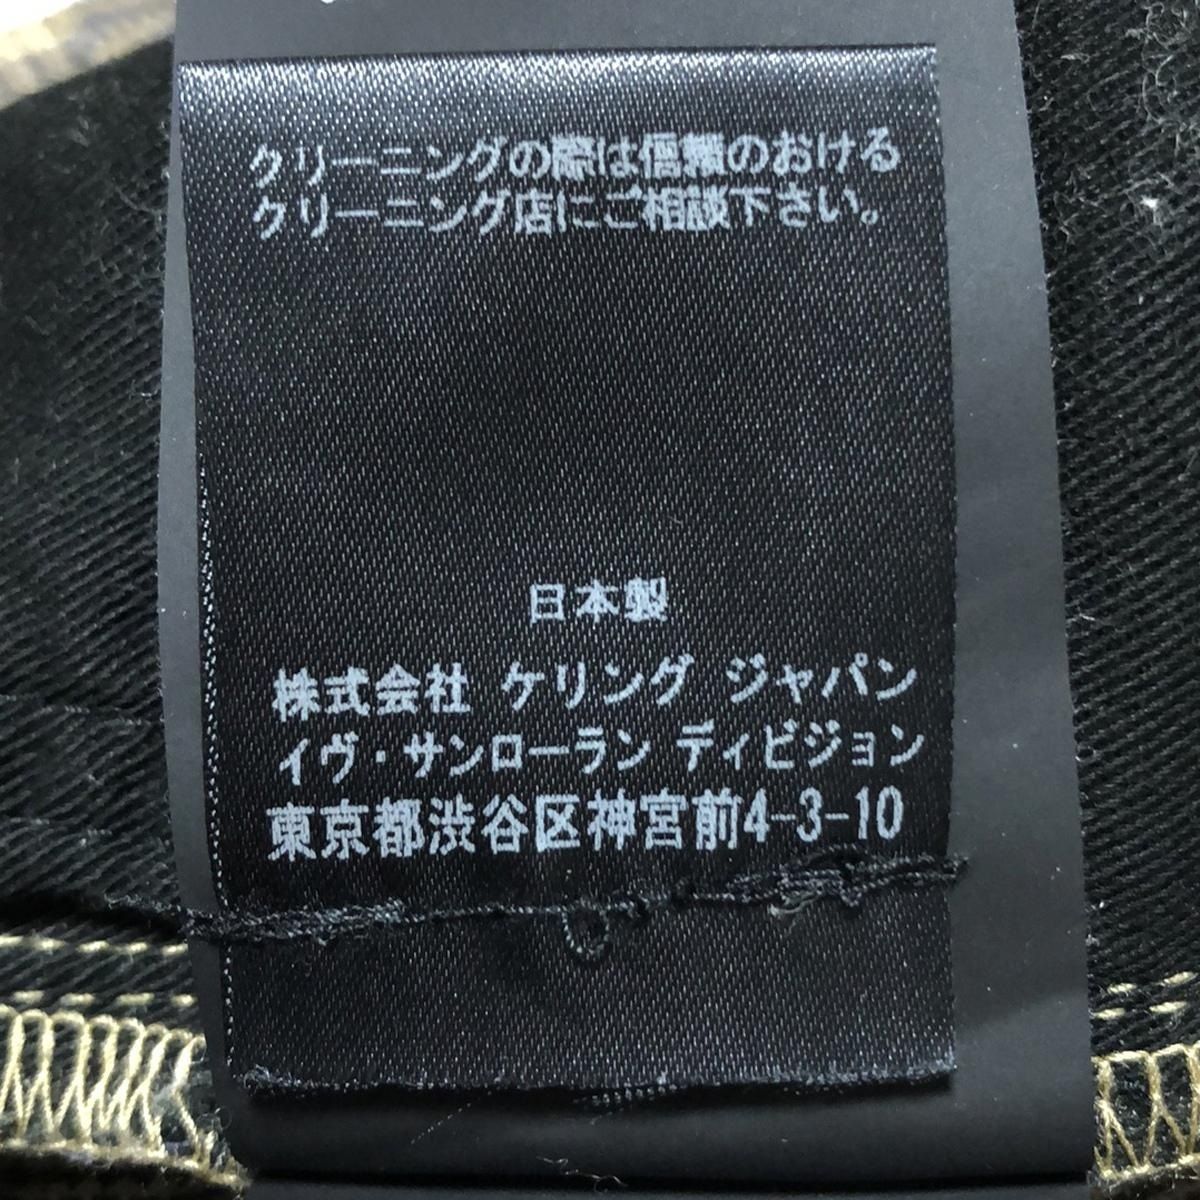 クリーニングの際は信頼のおける
クリーニング店にご相談下さい。
日本製
株式会社 ケリング ジャパン
イヴ・サンローラン ディビジョン
東京都渋谷区神宮前4-3-10